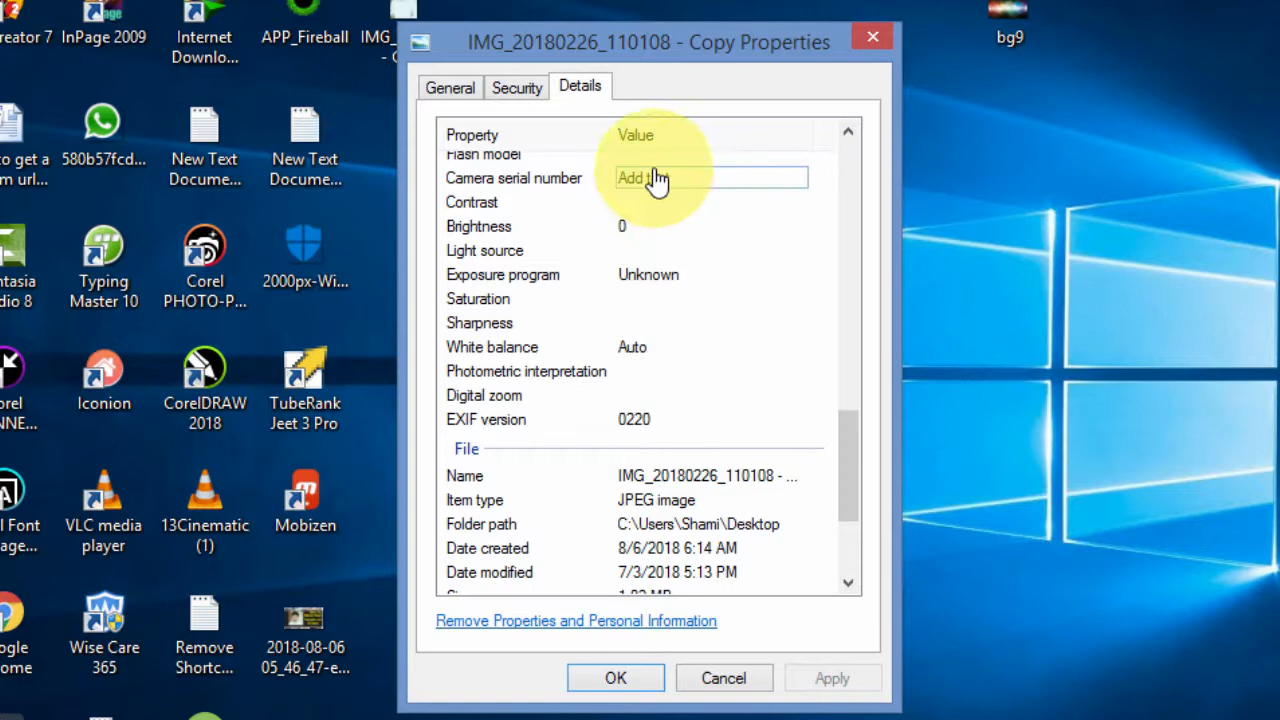 reator 7
InPage 2009
Internet
Downlo...
APP_Fireball
IMG_
- C
bg9
IMG_20180226_110108 - Copy Properties
General
Security
Details
Property
Value
Flash model
Camera serial number
Add
Contrast
Brightness
0
Light source
Exposure program
Unknown
Saturation
Sharpness
White balance
Auto
Photometric interpretation
Digital zoom
EXIF version
0220
File
Name
IMG_20180226_110108 - ...
Item type
JPEG image
Folder path
C:\Users\Shami\Desktop
Date created
8/6/2018 6:14 AM
Date modified
7/3/2018 5:13 PM
Remove Properties and Personal Information
OK
Cancel
Apply
to get a
m url...
580b57fcd...
New Text
Docume...
New Text
Docume...
ntasia
dio 8
Typing
Master 10
Corel
PHOTO-P...
2000px-Wi...
orel
NNE...
Iconion
CorelDRAW
2018
TubeRank
Jeet 3 Pro
l Font
nage...
VLC media
player
13Cinematic
(1)
Mobizen
ogle
ome
Wise Care
365
Remove
Shortc...
2018-08-06
05_46_47-e...